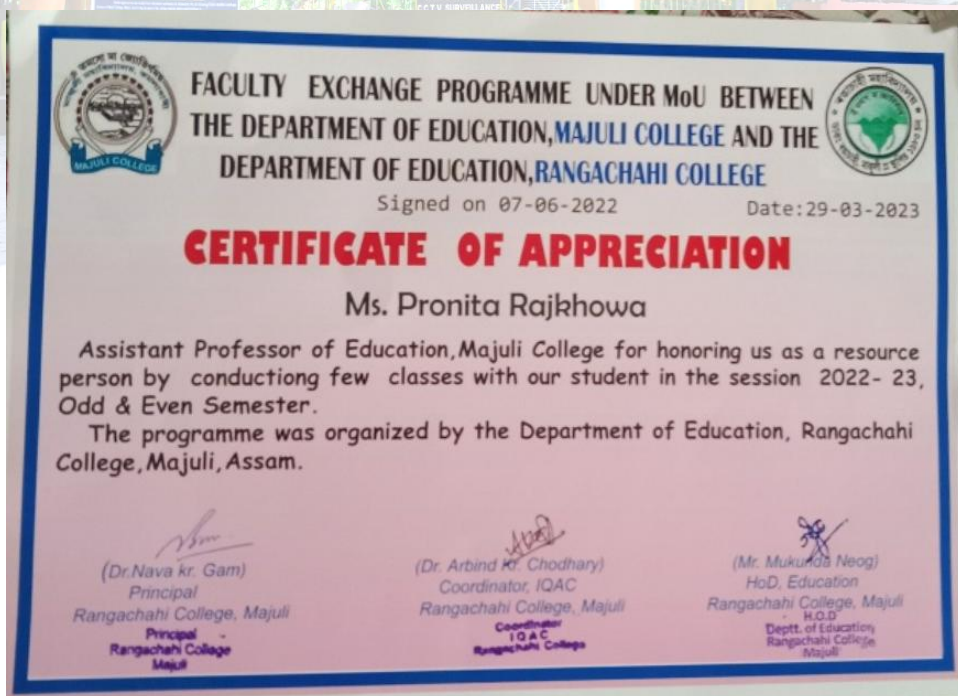 C.C.T.V SURVEILLANCE
MAJULI COLLEGE
FACULTY EXCHANGE PROGRAMME UNDER MoU BETWEEN
THE DEPARTMENT OF EDUCATION,MAJULI COLLEGE AND THE
DEPARTMENT OF EDUCATION,RANGACHAHI COLLEGE
Signed on 07-06-2022
Date:29-03-2023
CERTIFICATE OF APPRECIATION
Ms. Pronita Rajkhowa
Assistant Professor of Education,Majuli College for honoring us as a resource
person by conductiong few classes with our student in the session 2022- 23,
Odd & Even Semester.
The programme was organized by the Department of Education, Rangachahi
College,Majuli,Assam.
(Dr.Nava kr. Gam)
Principal
Rangachahi College, Majuli
Principal
Rangachahi College
Majuli
(Dr. Arbind Kr. Chodhary)
Coordinator, IQAC
Rangachahi College, Majuli
Coordinator
IQAC
Rangachahi College
(Mr. Mukunda Neog)
HoD, Education
Rangachahi College, Majuli
H.O.D
Deptt. of Education
Rangachahi College
Majuli